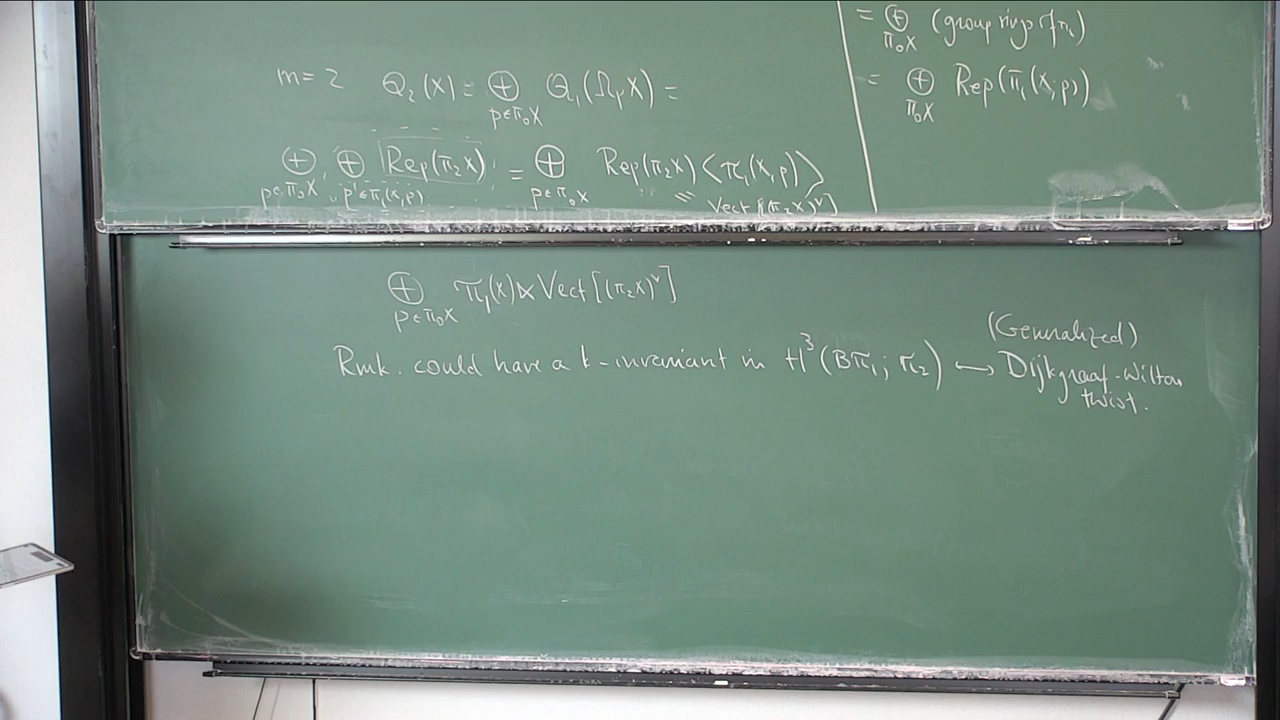 = ⊕_{π₀X} (group rings of π₁)
= ⊕_{π₀X} Rep(π₁(X,p))
m=2 Q₂(X) = ⊕_{p∈π₀X} Q₁(Ω_pX) =
⊕_{p∈π₀X} ⊕_{p'∈π₁(X,p)} Rep(π₂X) = ⊕_{p∈π₀X} Rep(π₂X)⟨π₁(X,p)⟩
= Vect[(π₂X)^∨]
⊕_{p∈π₀X} π₁(X)⋉Vect[(π₂X)^∨]
Rmk. could have a k-invariant in H³(Bπ₁; π₂) ⟷ (Generalized) Dijkgraaf-Witten
twist.